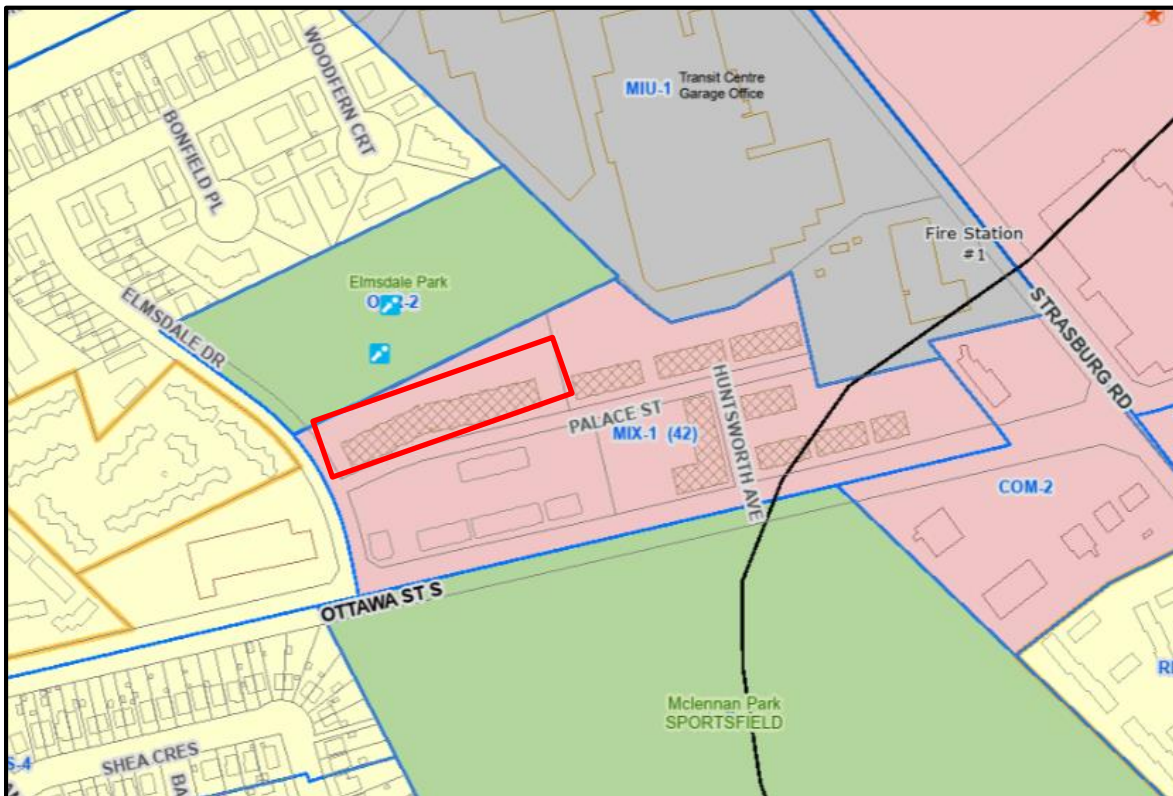 WOODFERN CRT
BONFIELD PL
MIU-1
Transit Centre
Garage Office
Fire Station
#1
Elmsdale Park
ELMSDALE DR
STRASBURG RD
PALACE ST
HUNTSWORTH AVE
MIX-1 (42)
COM-2
OTTAWA ST S
Mclennan Park
SPORTSFIELD
SHEA CRES